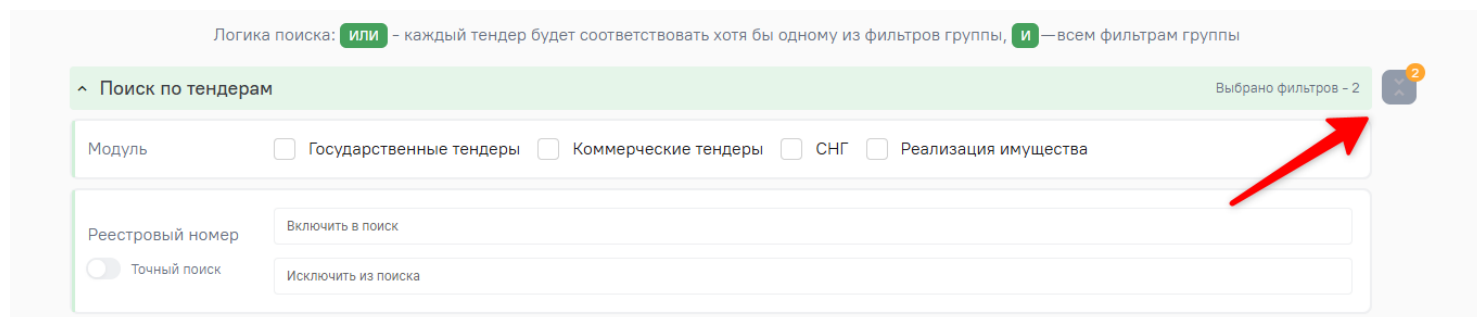 Логика поиска: ИЛИ - каждый тендер будет соответствовать хотя бы одному из фильтров группы, И —всем фильтрам группы
Поиск по тендерам Выбрано фильтров - 2 2
Модуль Государственные тендеры Коммерческие тендеры СНГ Реализация имущества
Реестровый номер Включить в поиск
Точный поиск Исключить из поиска